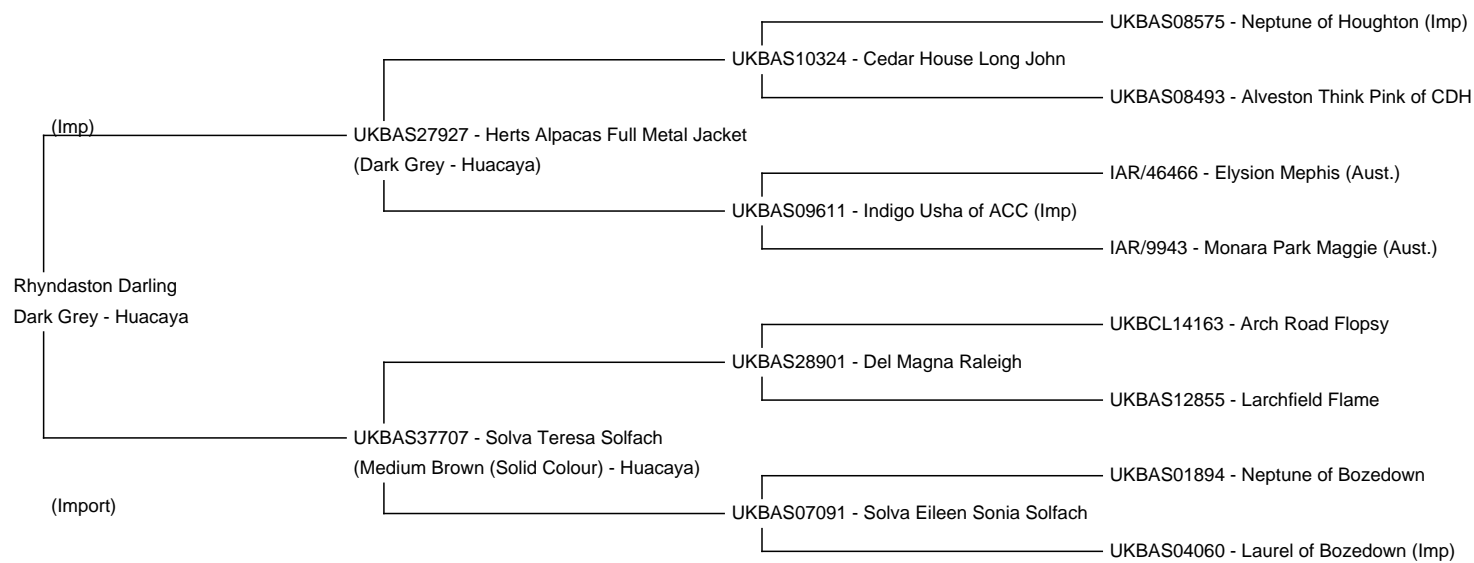 UKBAS08575 - Neptune of Houghton (Imp)
UKBAS10324 - Cedar House Long John
UKBAS08493 - Alveston Think Pink of CDH
(Imp)
UKBAS27927 - Herts Alpacas Full Metal Jacket
(Dark Grey - Huacaya)
IAR/46466 - Elysion Mephis (Aust.)
UKBAS09611 - Indigo Usha of ACC (Imp)
IAR/9943 - Monara Park Maggie (Aust.)
Rhyndaston Darling
Dark Grey - Huacaya
UKBCL14163 - Arch Road Flopsy
UKBAS28901 - Del Magna Raleigh
UKBAS12855 - Larchfield Flame
UKBAS37707 - Solva Teresa Solfach
(Medium Brown (Solid Colour) - Huacaya)
UKBAS01894 - Neptune of Bozedown
(Import)
UKBAS07091 - Solva Eileen Sonia Solfach
UKBAS04060 - Laurel of Bozedown (Imp)